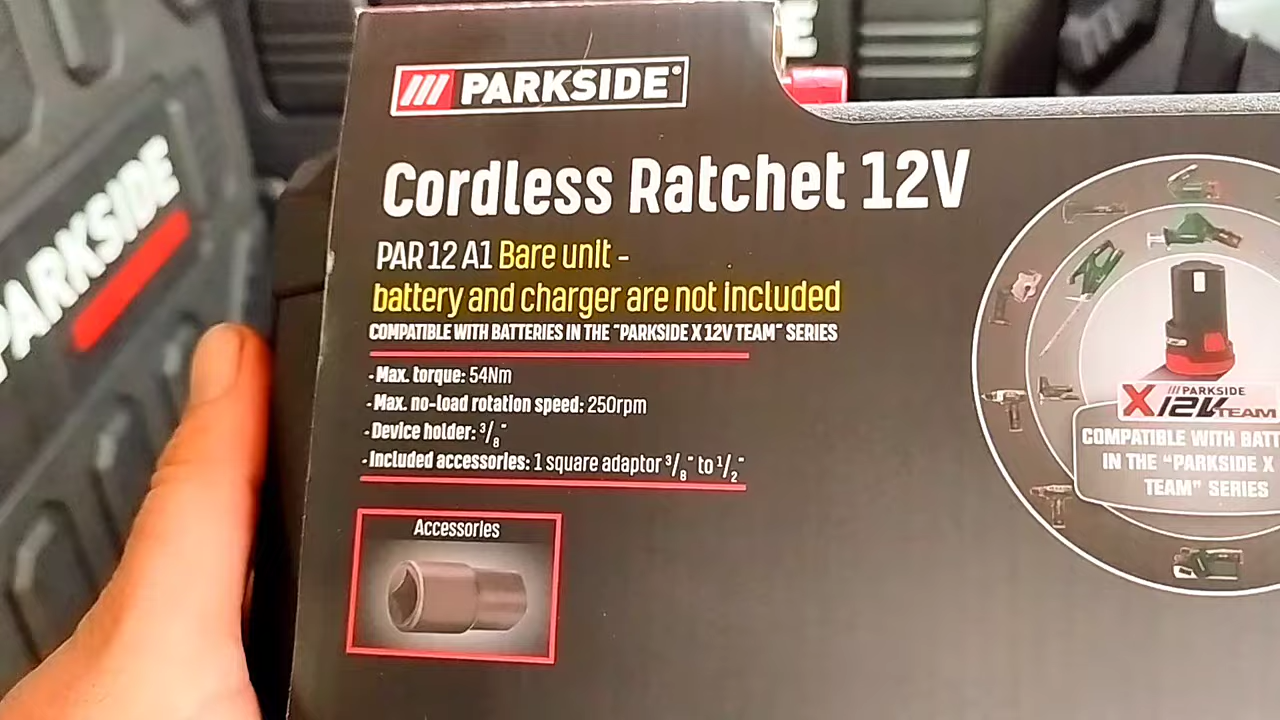 PARKSIDE
E
PARKSIDE®
Cordless Ratchet 12V
PAR 12 A1 Bare unit -
battery and charger are not included
COMPATIBLE WITH BATTERIES IN THE "PARKSIDE X 12V TEAM" SERIES
- Max. torque: 54Nm
- Max. no-load rotation speed: 250rpm
- Device holder: 3/8"
- Included accessories: 1 square adaptor 3/8" to 1/2"
Accessories
PARKSIDE
X 12V TEAM
COMPATIBLE WITH BATT
IN THE "PARKSIDE X
TEAM" SERIES